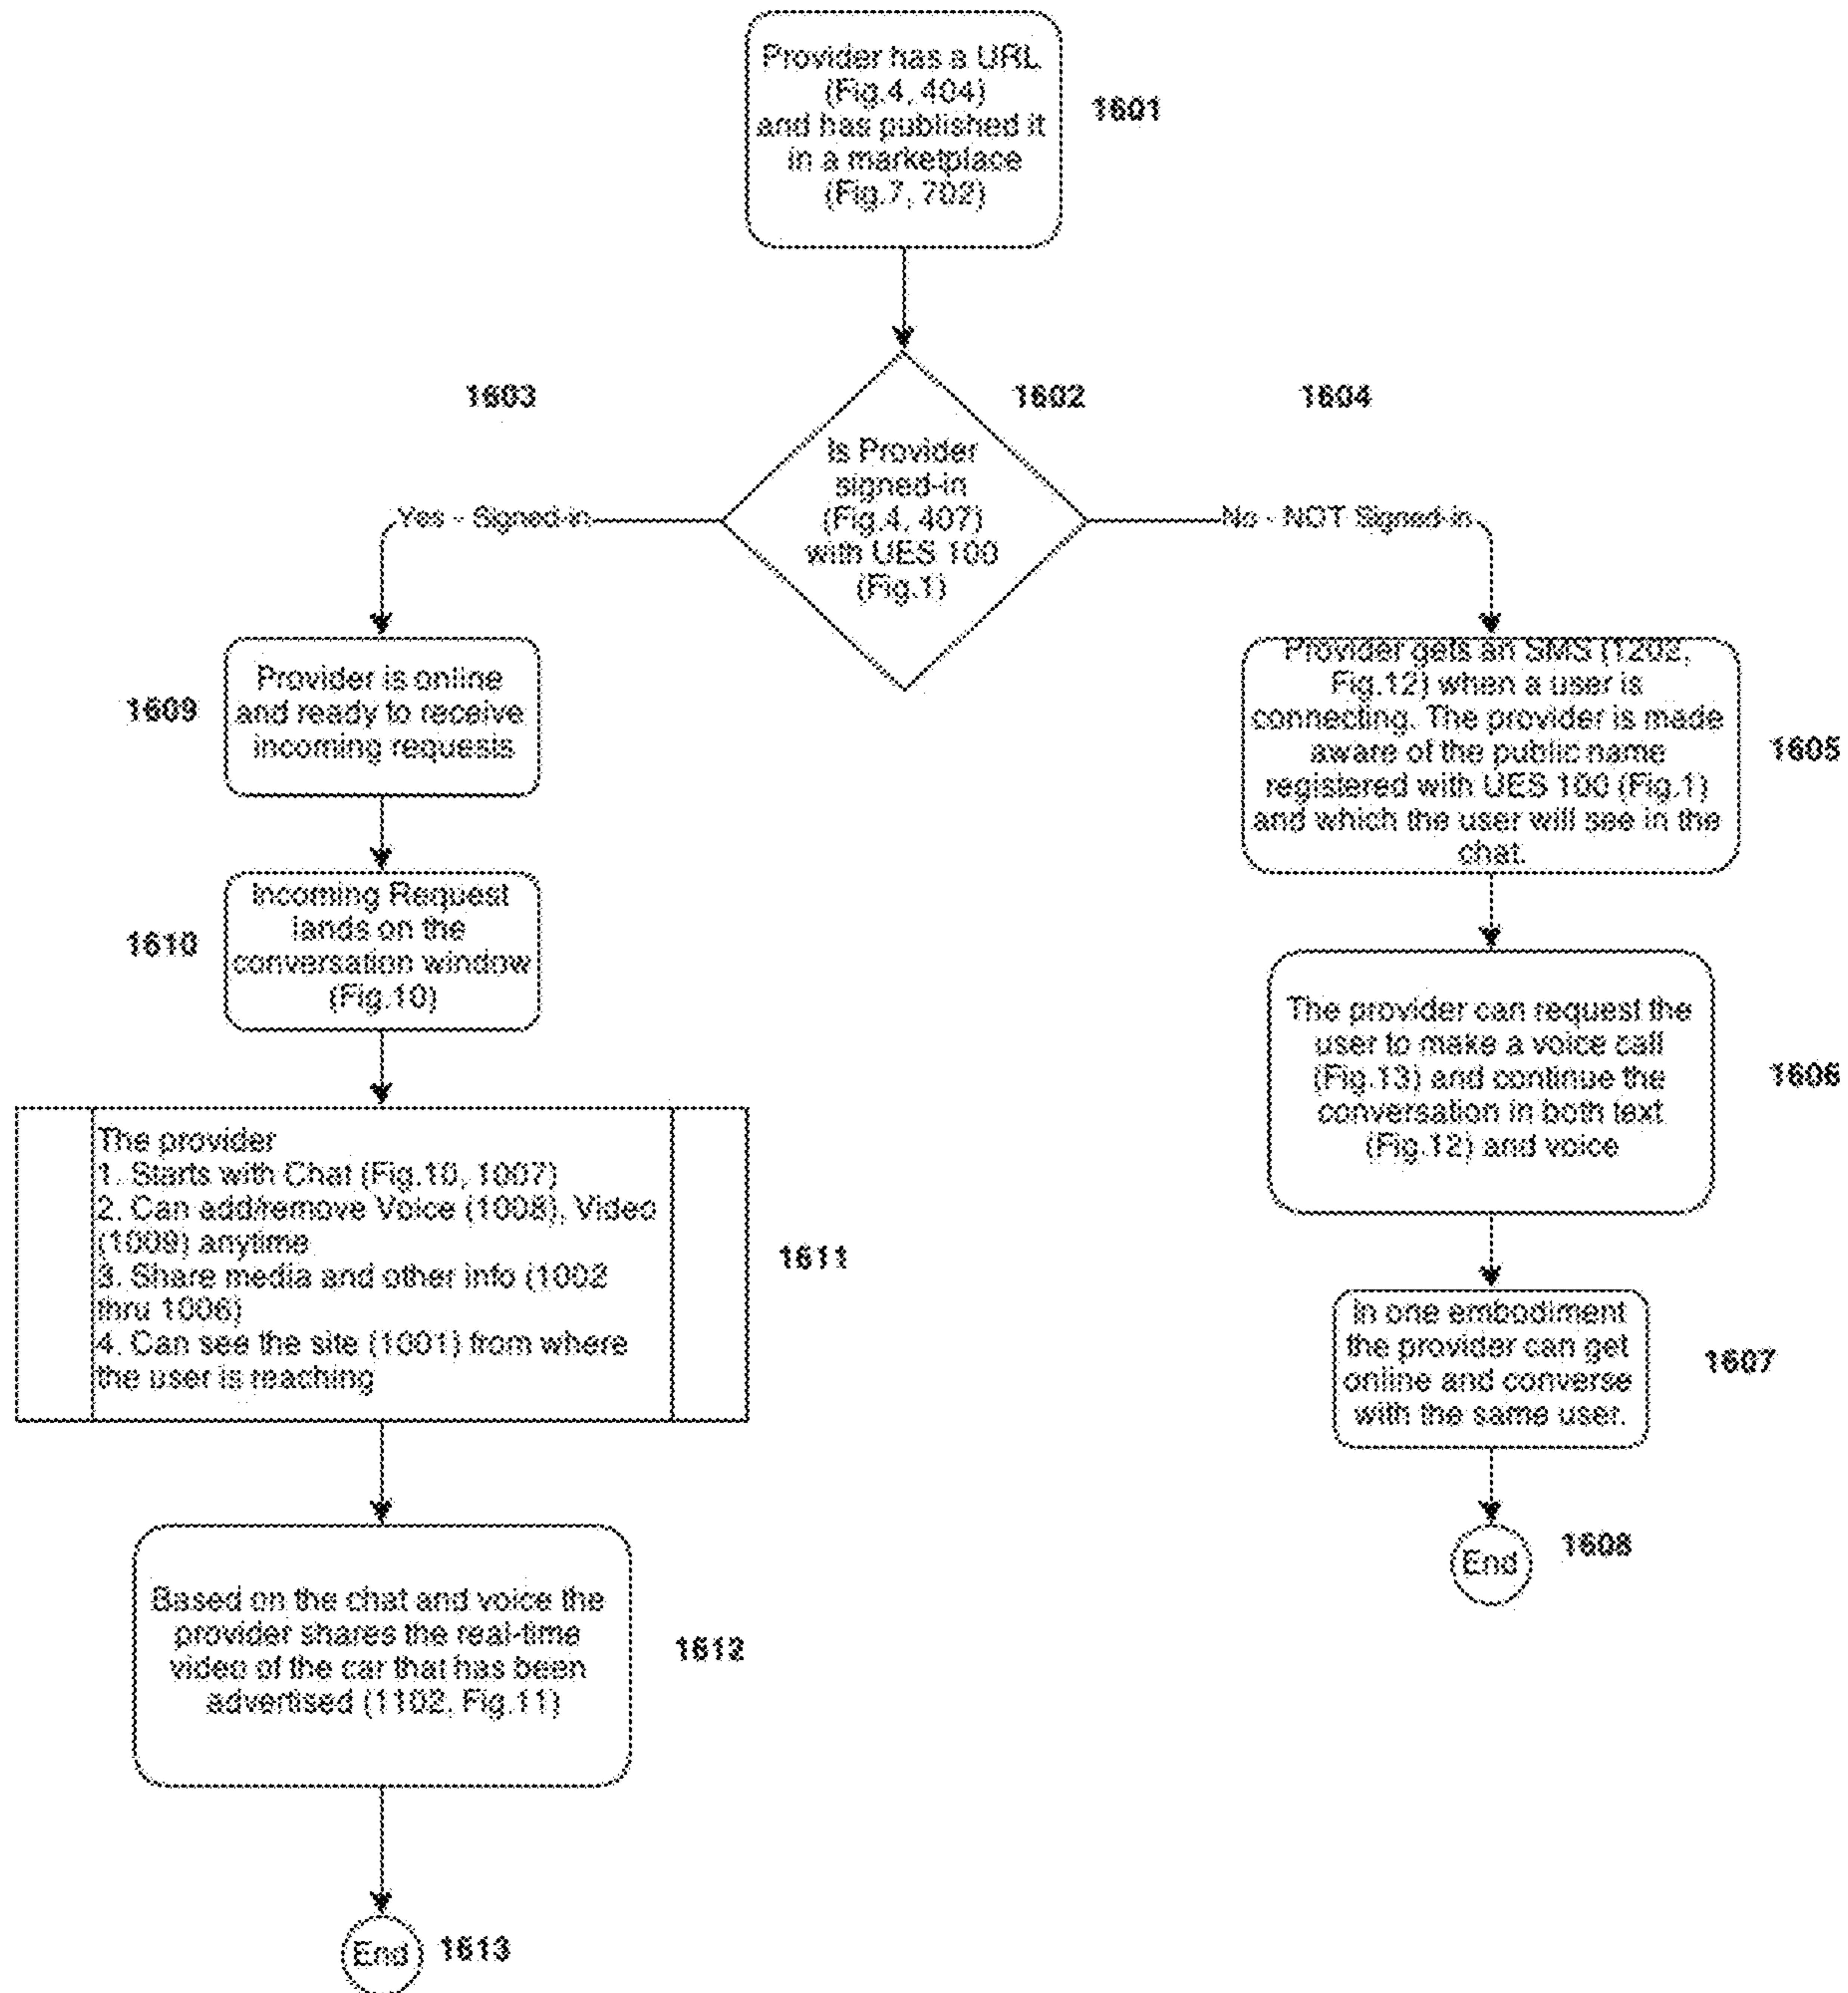 Provider has a URL
(Fig.4, 404)
and has published it
in a marketplace
(Fig.7, 702)
1601
1603
1602
1604
Is Provider
signed-in
(Fig.4, 407)
with UES 100
(Fig.1)
Yes - Signed-in
No - NOT Signed-in
Provider is online
and ready to receive
incoming requests
1609
Incoming Request
lands on the
conversation window
(Fig.10)
1610
The provider
1. Starts with Chat (Fig.10, 1007)
2. Can add/remove Voice (1008), Video
(1009) anytime
3. Share media and other info (1002
thru 1006)
4. Can see the site (1001) from where
the user is reaching
1611
Based on the chat and voice the
provider shares the real-time
video of the car that has been
advertised (1102, Fig.11)
1612
End
1613
Provider gets an SMS (1202,
Fig.12) when a user is
connecting. The provider is made
aware of the public name
registered with UES 100 (Fig.1)
and which the user will see in the
chat.
1605
The provider can request the
user to make a voice call
(Fig.13) and continue the
conversation in both text
(Fig.12) and voice
1606
In one embodiment
the provider can get
online and converse
with the same user.
1607
End
1608